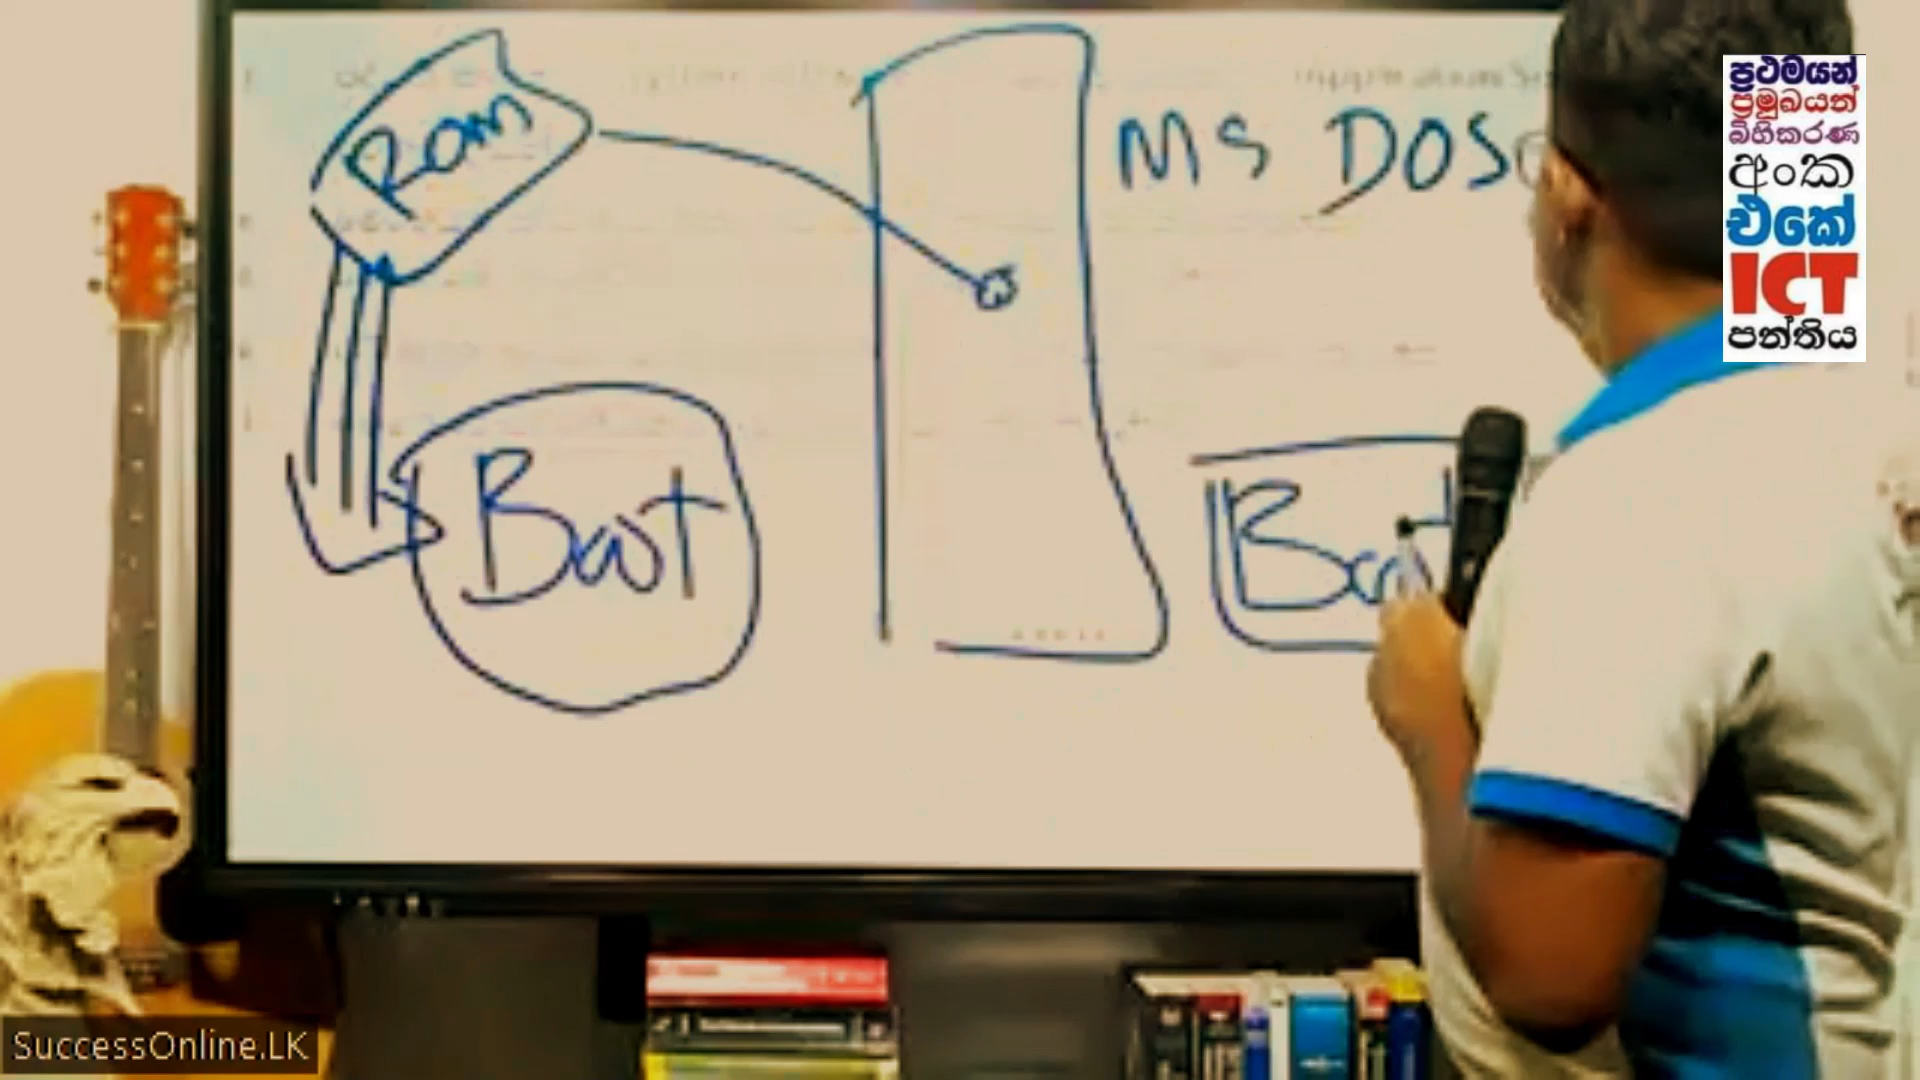 Rom
MS DOS
Boot
Boot
ප්‍රථමයන්
ප්‍රමුඛයන්
බිහිකරණ
අංක
එකේ
ICT
පන්තිය
SuccessOnline.LK